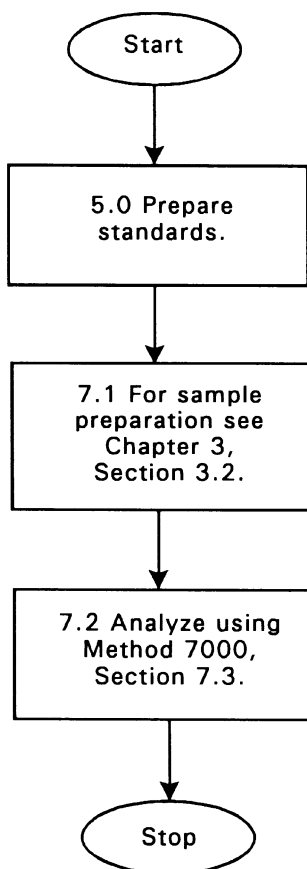 Start
5.0 Prepare
standards.
7.1 For sample
preparation see
Chapter 3,
Section 3.2.
7.2 Analyze using
Method 7000,
Section 7.3.
Stop